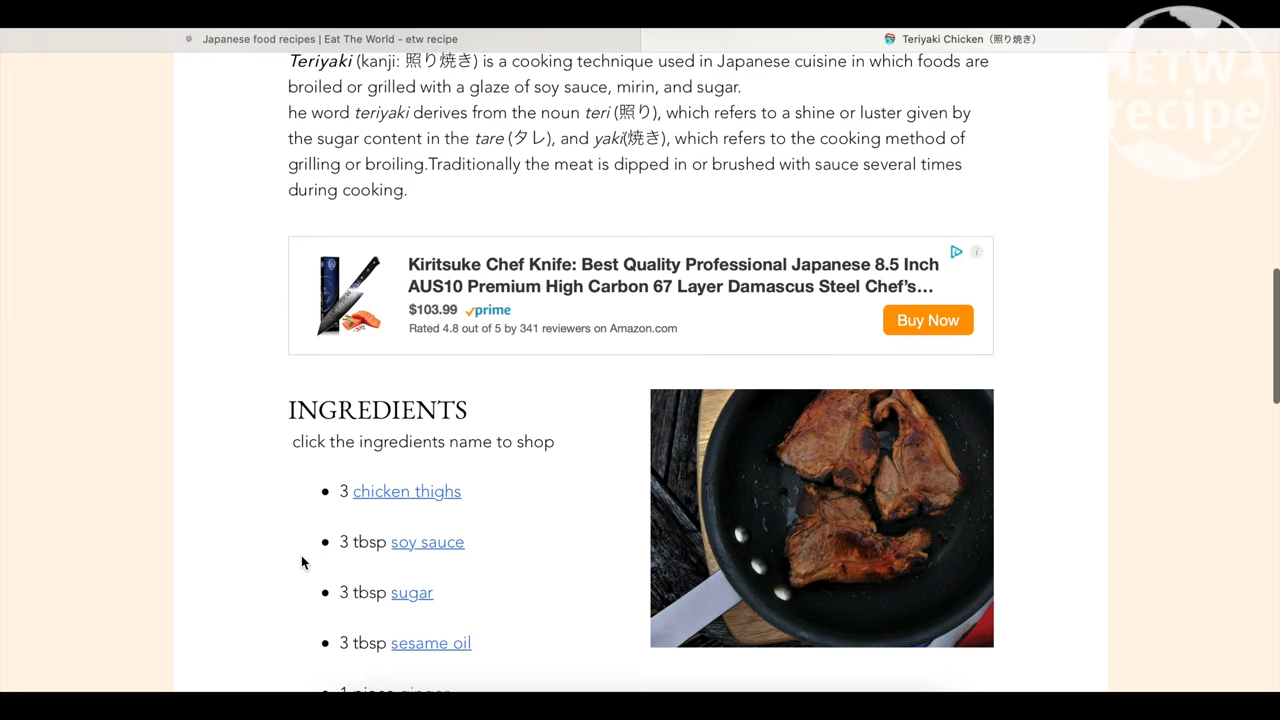 Japanese food recipes | Eat The World - etw recipe
Teriyaki Chicken（照り焼き）
ETW
recipe
Teriyaki (kanji: 照り焼き) is a cooking technique used in Japanese cuisine in which foods are
broiled or grilled with a glaze of soy sauce, mirin, and sugar.
he word teriyaki derives from the noun teri (照り), which refers to a shine or luster given by
the sugar content in the tare (タレ), and yaki(焼き), which refers to the cooking method of
grilling or broiling.Traditionally the meat is dipped in or brushed with sauce several times
during cooking.
Kiritsuke Chef Knife: Best Quality Professional Japanese 8.5 Inch
AUS10 Premium High Carbon 67 Layer Damascus Steel Chef's...
$103.99 prime
Rated 4.8 out of 5 by 341 reviewers on Amazon.com
Buy Now
INGREDIENTS
click the ingredients name to shop
• 3 chicken thighs
• 3 tbsp soy sauce
• 3 tbsp sugar
• 3 tbsp sesame oil